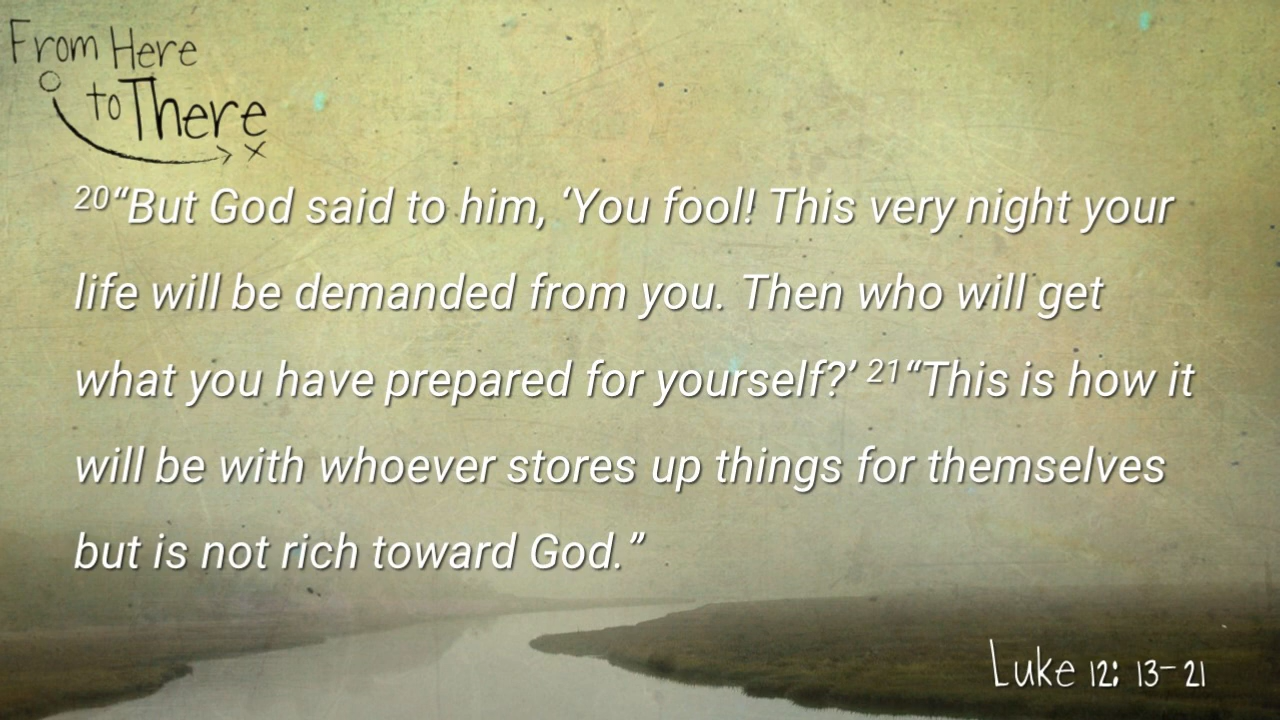 From Here
to There
20“But God said to him, ‘You fool! This very night your
life will be demanded from you. Then who will get
what you have prepared for yourself?’ 21“This is how it
will be with whoever stores up things for themselves
but is not rich toward God.”
Luke 12: 13-21